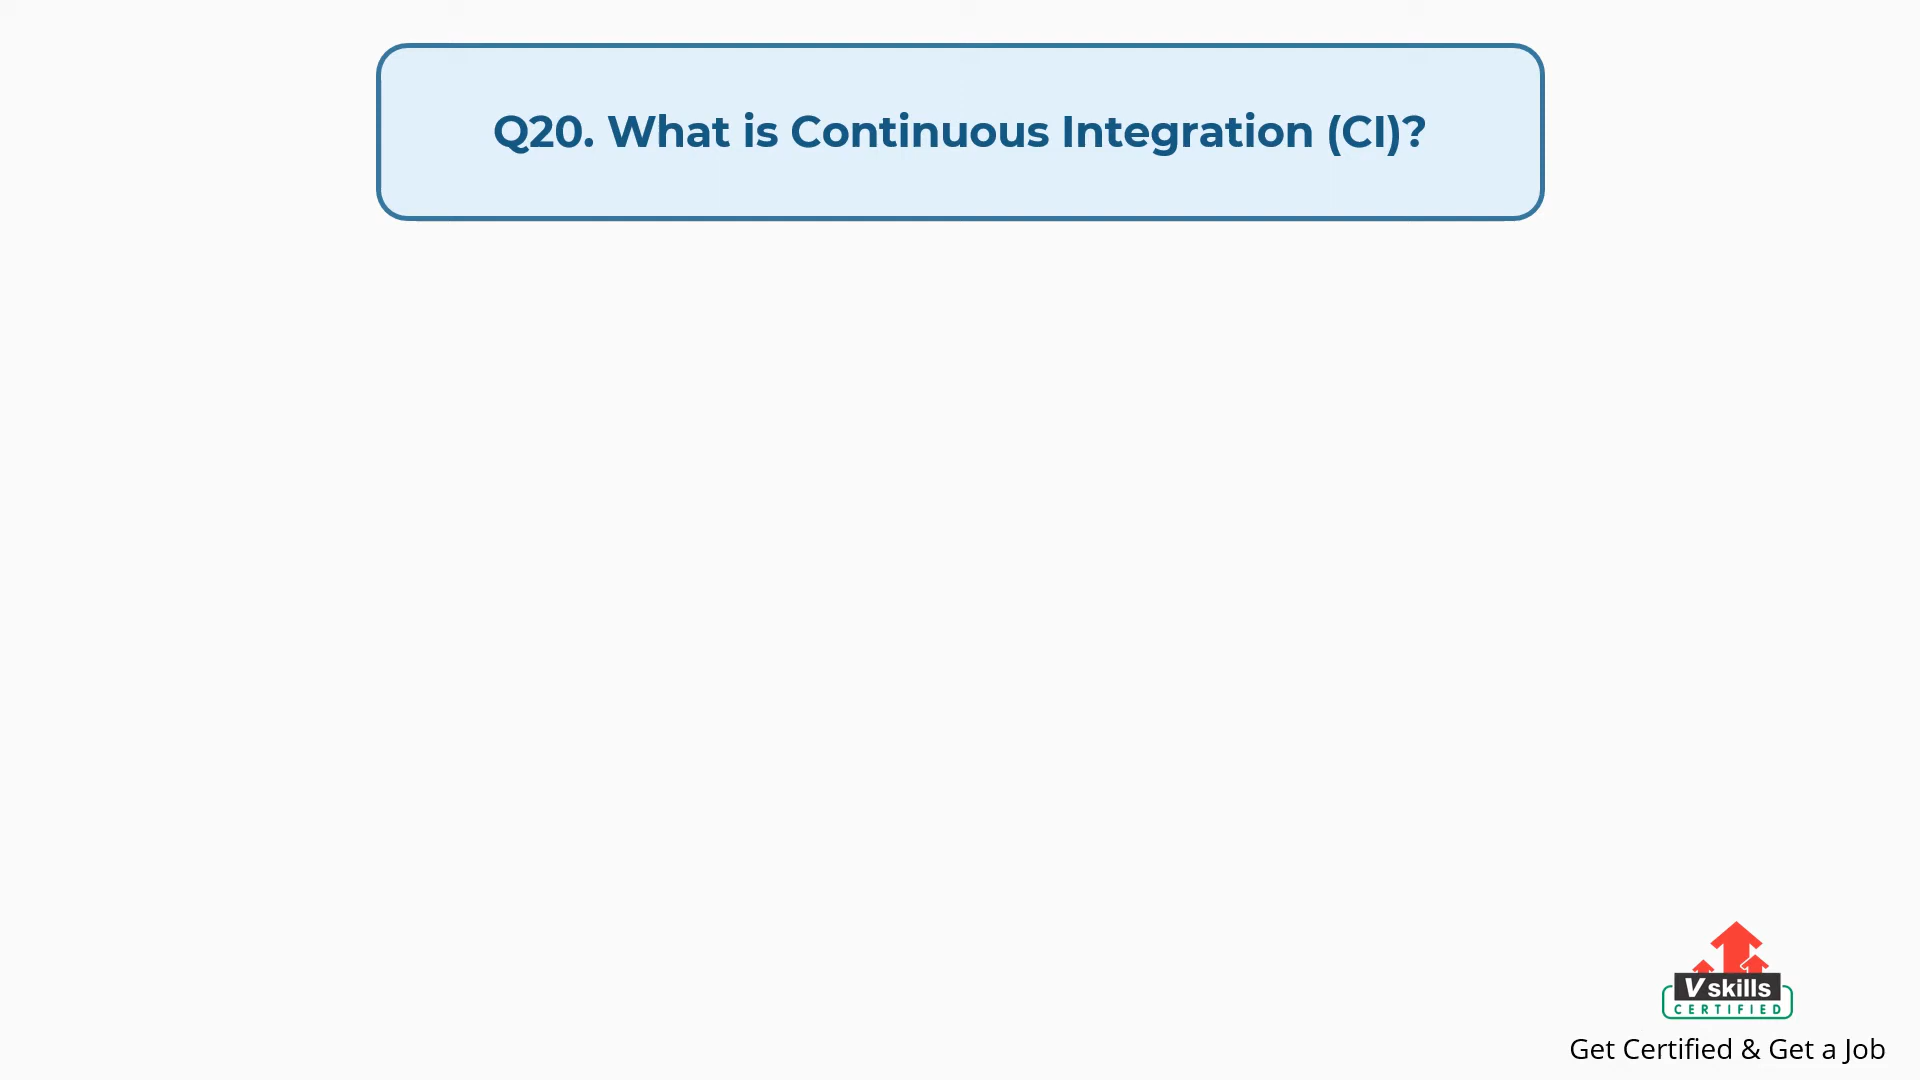 Q20. What is Continuous Integration (CI)?
Vskills
CERTIFIED
Get Certified & Get a Job